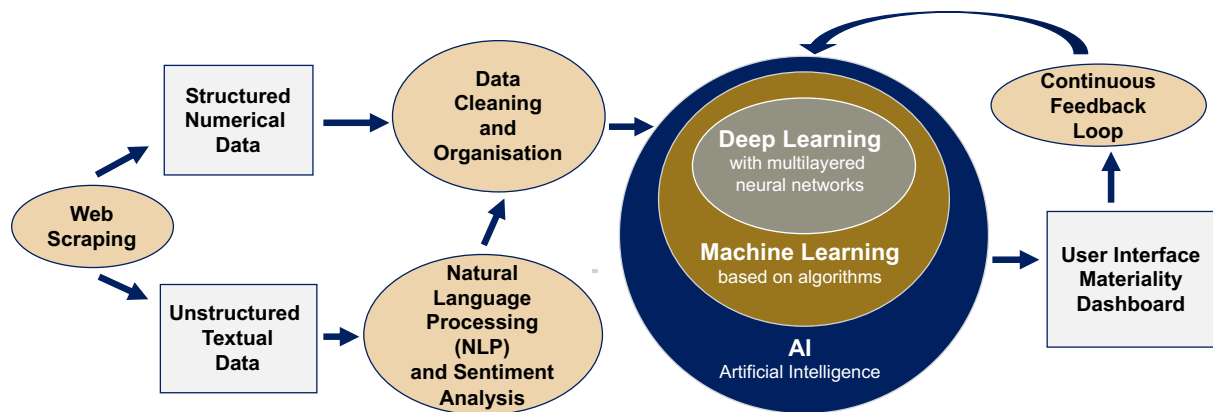 Web
Scraping
Structured
Numerical
Data
Unstructured
Textual
Data
Data
Cleaning
and
Organisation
Natural
Language
Processing
(NLP)
and Sentiment
Analysis
Deep Learning
with multilayered
neural networks
Machine Learning
based on algorithms
AI
Artificial Intelligence
User Interface
Materiality
Dashboard
Continuous
Feedback
Loop